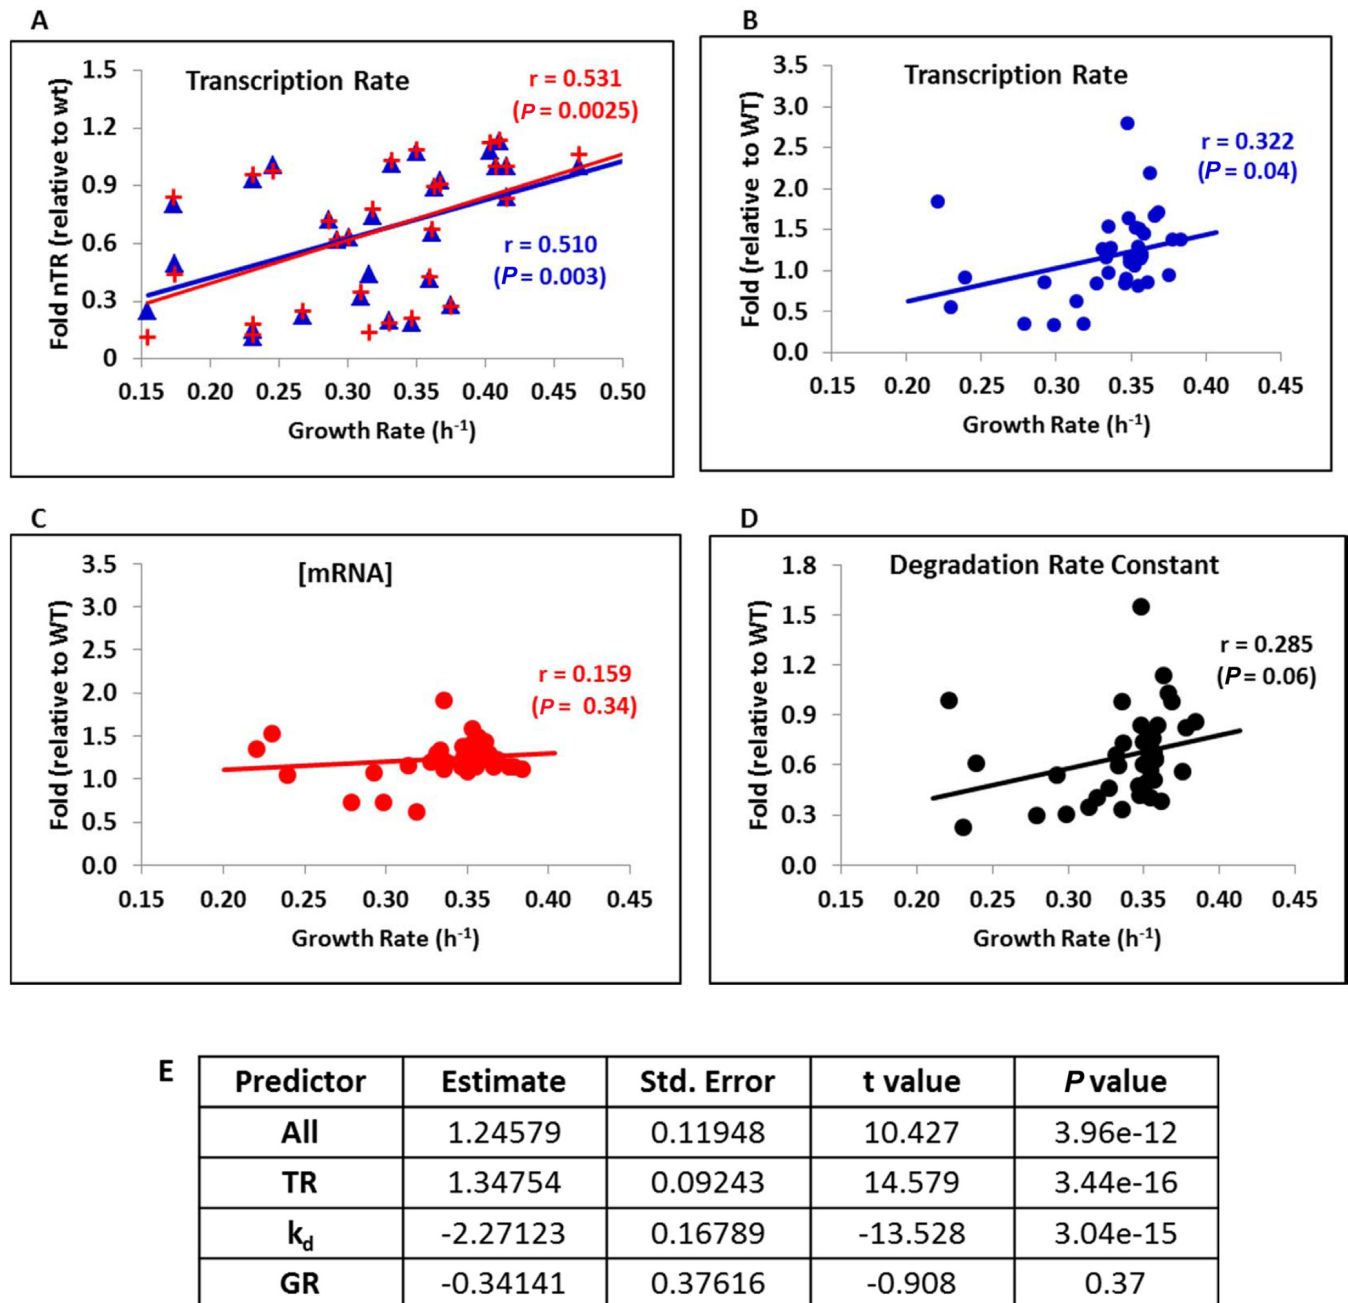 A
Transcription Rate
r = 0.531
(P = 0.0025)
r = 0.510
(P = 0.003)
Fold nTR (relative to wt)
1.5
1.2
0.9
0.6
0.3
0
0.15 0.20 0.25 0.30 0.35 0.40 0.45 0.50
Growth Rate (h-1)
B
Transcription Rate
r = 0.322
(P = 0.04)
Fold (relative to WT)
3.5
3.0
2.5
2.0
1.5
1.0
0.5
0.0
0.15 0.20 0.25 0.30 0.35 0.40 0.45
Growth Rate (h-1)
C
[mRNA]
r = 0.159
(P = 0.34)
Fold (relative to WT)
3.5
3.0
2.5
2.0
1.5
1.0
0.5
0.0
0.15 0.20 0.25 0.30 0.35 0.40 0.45
Growth Rate (h-1)
D
Degradation Rate Constant
r = 0.285
(P = 0.06)
Fold (relative to WT)
1.8
1.5
1.2
0.9
0.6
0.3
0.0
0.15 0.20 0.25 0.30 0.35 0.40 0.45
Growth Rate (h-1)
E
Predictor Estimate Std. Error t value P value
All 1.24579 0.11948 10.427 3.96e-12
TR 1.34754 0.09243 14.579 3.44e-16
kd -2.27123 0.16789 -13.528 3.04e-15
GR -0.34141 0.37616 -0.908 0.37